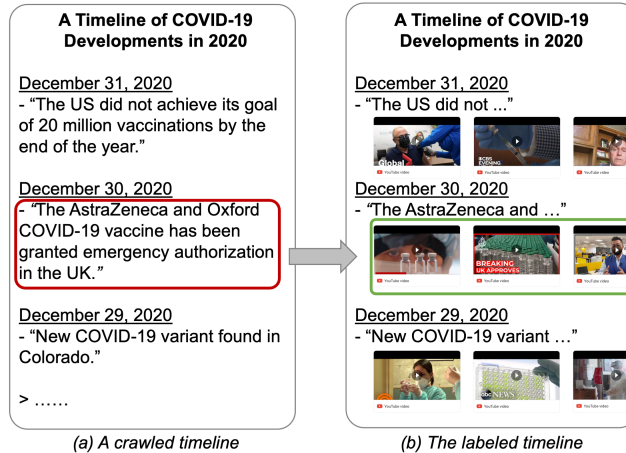 A Timeline of COVID-19
Developments in 2020
December 31, 2020
- “The US did not achieve its goal
of 20 million vaccinations by the
end of the year.”
December 30, 2020
- “The AstraZeneca and Oxford
COVID-19 vaccine has been
granted emergency authorization
in the UK.”
December 29, 2020
- “New COVID-19 variant found in
Colorado.”
> ......
(a) A crawled timeline
A Timeline of COVID-19
Developments in 2020
December 31, 2020
- “The US did not ...”
Global
CBS
EVENING
YouTube video
YouTube video
YouTube video
December 30, 2020
- “The AstraZeneca and …”
BREAKING
UK APPROVES
YouTube video
YouTube video
YouTube video
December 29, 2020
- “New COVID-19 variant …”
abc NEWS
YouTube video
YouTube video
YouTube video
(b) The labeled timeline